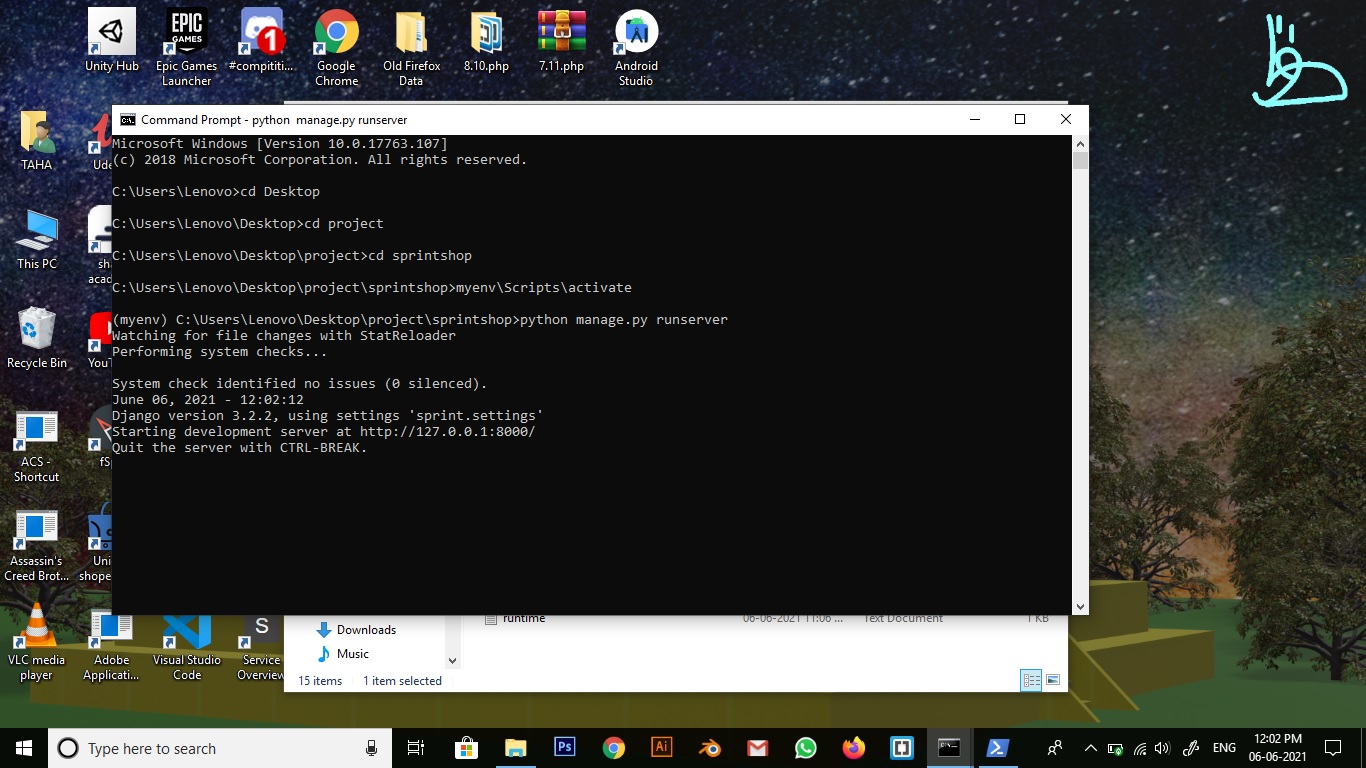 Unity Hub
EPIC GAMES
Epic Games Launcher
1
#compititi...
Google Chrome
Old Firefox Data
8.10.php
7.11.php
Android Studio
TAHA
This PC
Recycle Bin
ACS - Shortcut
Assassin's Creed Brot...
VLC media player
Adobe Applicati...
Visual Studio Code
S
Service Overview
Command Prompt - python  manage.py runserver
Microsoft Windows [Version 10.0.17763.107]
(c) 2018 Microsoft Corporation. All rights reserved.
C:\Users\Lenovo>cd Desktop
C:\Users\Lenovo\Desktop>cd project
C:\Users\Lenovo\Desktop\project>cd sprintshop
C:\Users\Lenovo\Desktop\project\sprintshop>myenv\Scripts\activate
(myenv) C:\Users\Lenovo\Desktop\project\sprintshop>python manage.py runserver
Watching for file changes with StatReloader
Performing system checks...
System check identified no issues (0 silenced).
June 06, 2021 - 12:02:12
Django version 3.2.2, using settings 'sprint.settings'
Starting development server at http://127.0.0.1:8000/
Quit the server with CTRL-BREAK.
runtime
06-06-2021 11:06 ...
Text Document
1 KB
Downloads
Music
15 items
1 item selected
Type here to search
Ps
Ai
ENG
12:02 PM
06-06-2021